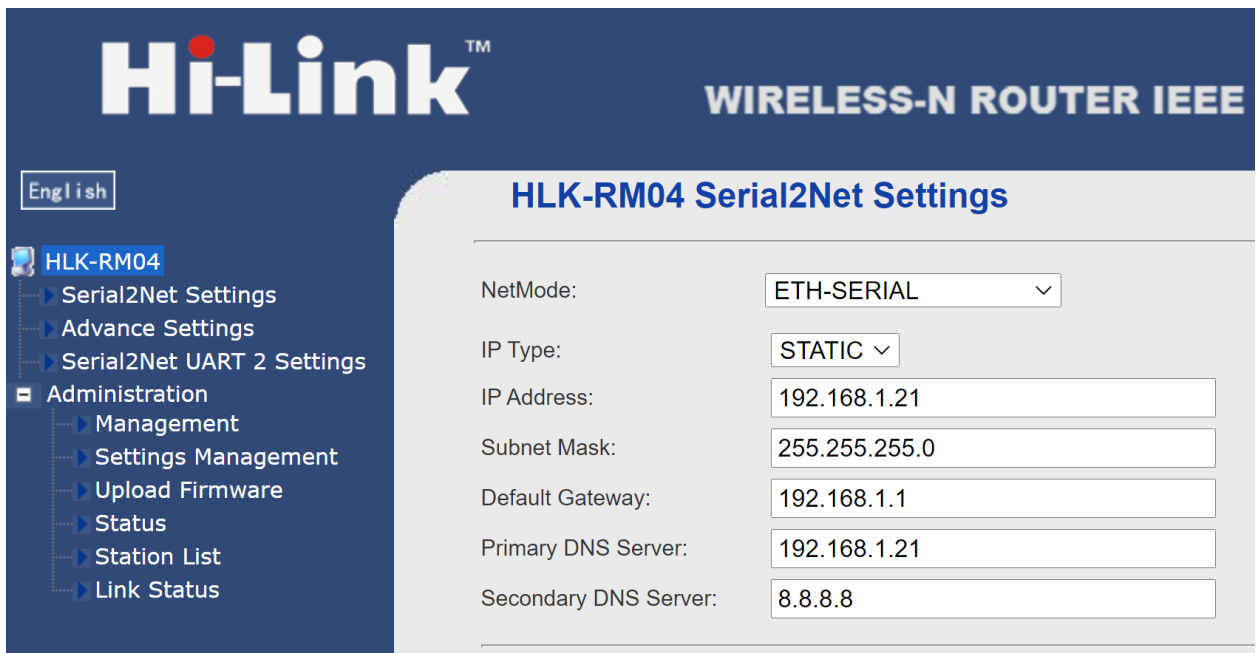 Hi-Link™
WIRELESS-N ROUTER IEEE
English
HLK-RM04
Serial2Net Settings
Advance Settings
Serial2Net UART 2 Settings
Administration
Management
Settings Management
Upload Firmware
Status
Station List
Link Status
HLK-RM04 Serial2Net Settings
NetMode: ETH-SERIAL
IP Type: STATIC
IP Address: 192.168.1.21
Subnet Mask: 255.255.255.0
Default Gateway: 192.168.1.1
Primary DNS Server: 192.168.1.21
Secondary DNS Server: 8.8.8.8